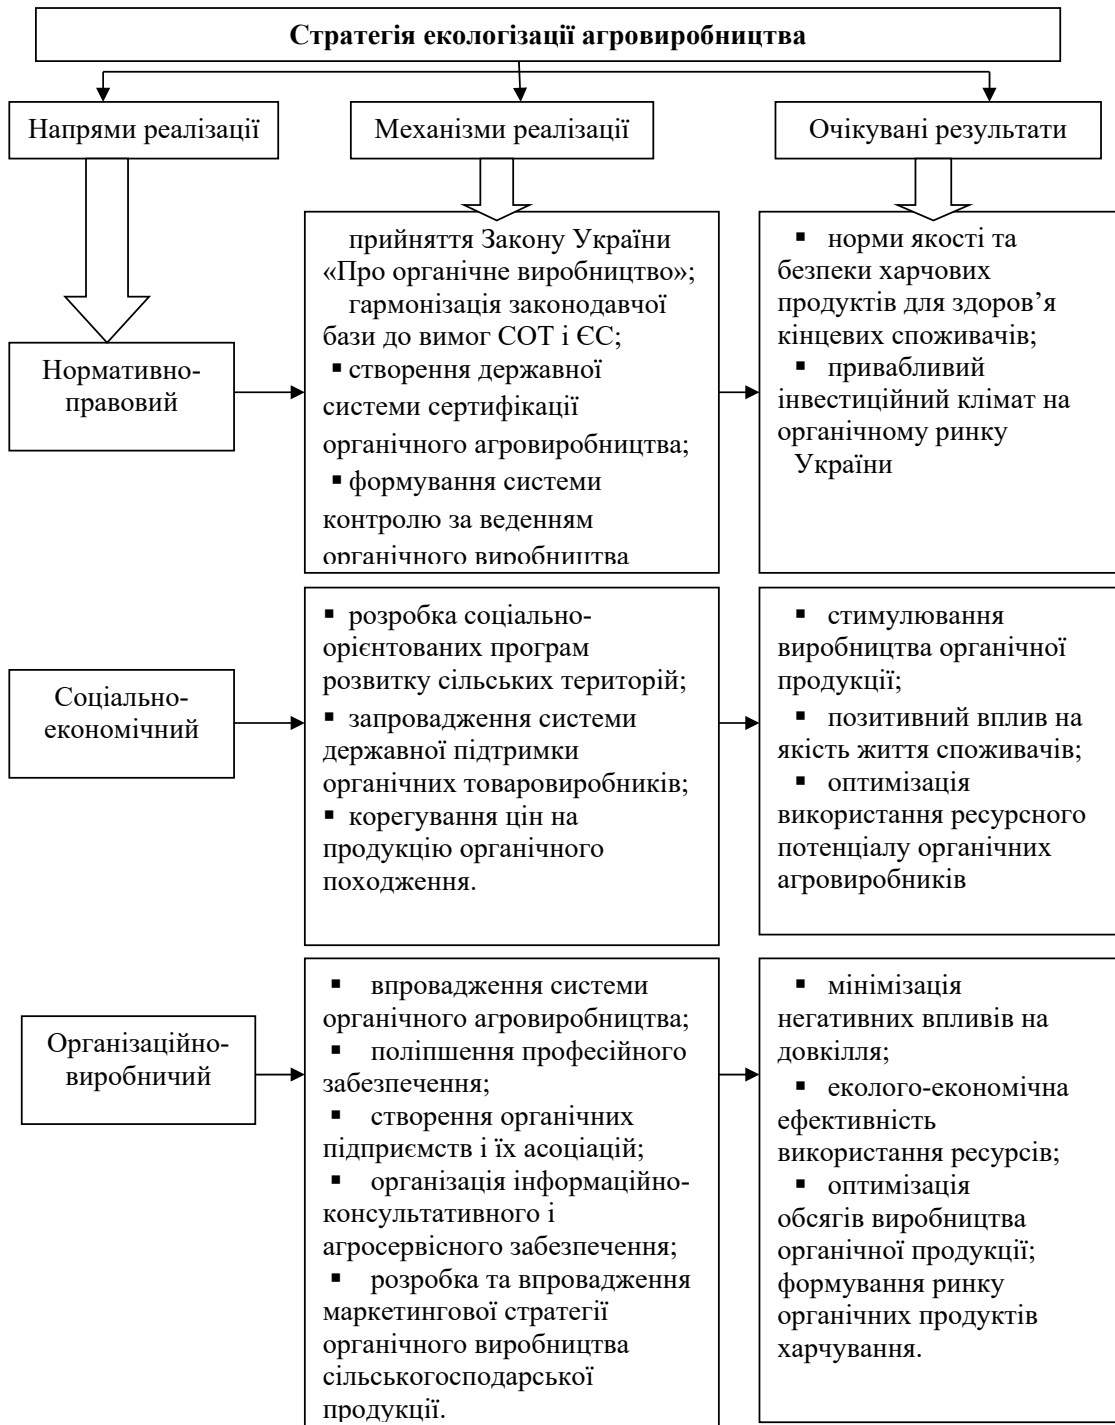 Стратегія екологізації агровиробництва
Напрями реалізації
Механізми реалізації
Очікувані результати
Нормативно-
правовий
прийняття Закону України
«Про органічне виробництво»;
гармонізація законодавчої
бази до вимог СОТ і ЄС;
▪ створення державної
системи сертифікації
органічного агровиробництва;
▪ формування системи
контролю за веденням
органічного виробництва
▪ норми якості та
безпеки харчових
продуктів для здоров’я
кінцевих споживачів;
▪ привабливий
інвестиційний клімат на
органічному ринку
України
Соціально-
економічний
▪ розробка соціально-
орієнтованих програм
розвитку сільських територій;
▪ запровадження системи
державної підтримки
органічних товаровиробників;
▪ корегування цін на
продукцію органічного
походження.
▪ стимулювання
виробництва органічної
продукції;
▪ позитивний вплив на
якість життя споживачів;
▪ оптимізація
використання ресурсного
потенціалу органічних
агровиробників
Організаційно-
виробничий
▪ впровадження системи
органічного агровиробництва;
▪ поліпшення професійного
забезпечення;
▪ створення органічних
підприємств і їх асоціацій;
▪ організація інформаційно-
консультативного і
агросервісного забезпечення;
▪ розробка та впровадження
маркетингової стратегії
органічного виробництва
сільськогосподарської
продукції.
▪ мінімізація
негативних впливів на
довкілля;
▪ еколого-економічна
ефективність
використання ресурсів;
▪ оптимізація
обсягів виробництва
органічної продукції;
формування ринку
органічних продуктів
харчування.